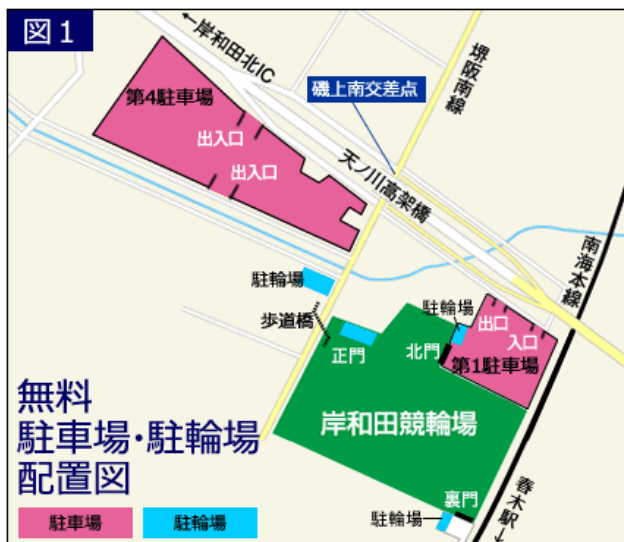 図1
←岸和田北IC
堺阪南線
磯上南交差点
第4駐車場
出入口
出入口
天ノ川高架橋
南海本線
駐輪場
歩道橋
正門
駐輪場
北門
出口
入口
第1駐車場
岸和田競輪場
無料
駐車場・駐輪場
配置図
駐車場
駐輪場
駐輪場
裏門
春木駅→